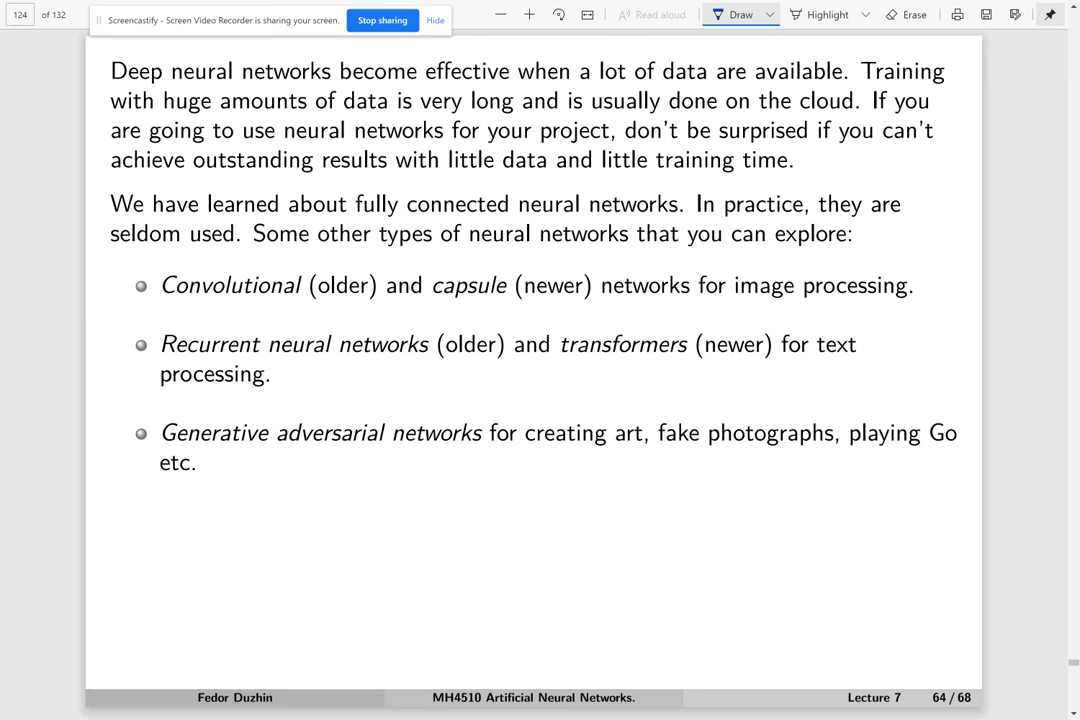 124 of 132
Screencastify - Screen Video Recorder is sharing your screen. Stop sharing Hide
Read aloud Draw Highlight Erase
Deep neural networks become effective when a lot of data are available. Training
with huge amounts of data is very long and is usually done on the cloud. If you
are going to use neural networks for your project, don't be surprised if you can't
achieve outstanding results with little data and little training time.
We have learned about fully connected neural networks. In practice, they are
seldom used. Some other types of neural networks that you can explore:
Convolutional (older) and capsule (newer) networks for image processing.
Recurrent neural networks (older) and transformers (newer) for text
processing.
Generative adversarial networks for creating art, fake photographs, playing Go
etc.
Fedor Duzhin MH4510 Artificial Neural Networks. Lecture 7 64 / 68